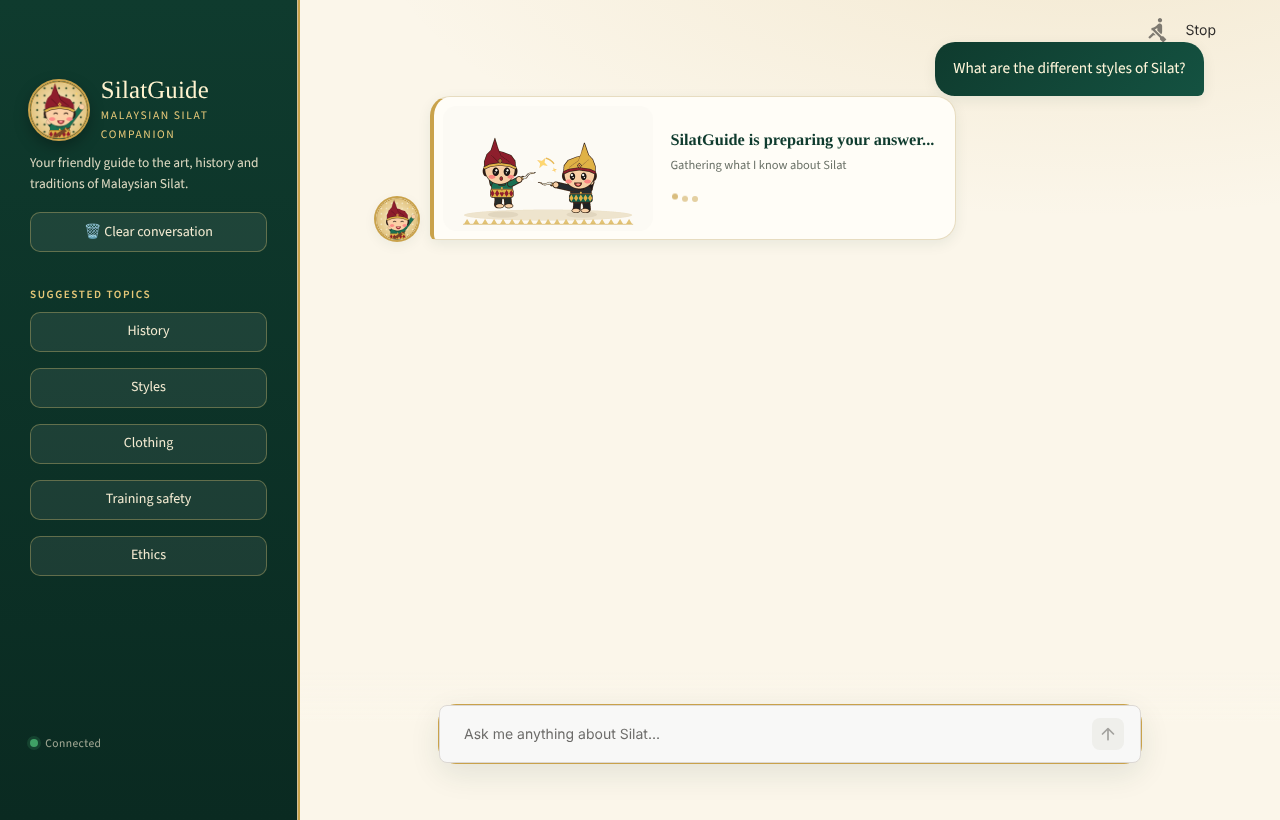 SilatGuide
MALAYSIAN SILAT
COMPANION
Your friendly guide to the art, history and
traditions of Malaysian Silat.
🗑️ Clear conversation
SUGGESTED TOPICS
History
Styles
Clothing
Training safety
Ethics
Connected
Stop
What are the different styles of Silat?
SilatGuide is preparing your answer...
Gathering what I know about Silat
Ask me anything about Silat...